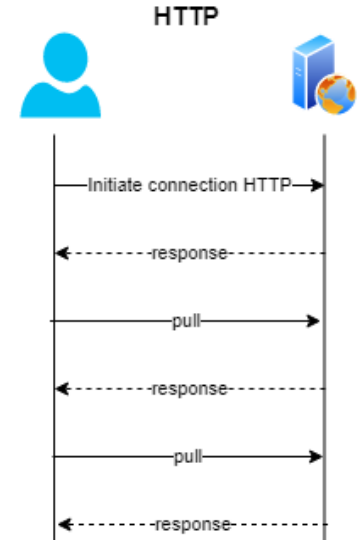 HTTP
Initiate connection HTTP
response
pull
response
pull
response